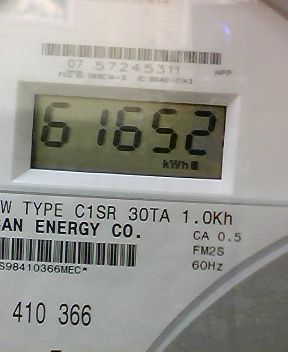 07 57245311
61652
kWh
W TYPE C1SR 30TA 1.0Kh
CAN ENERGY CO.
CA 0.5
FM2S
S98410366MEC*
60Hz
410 366